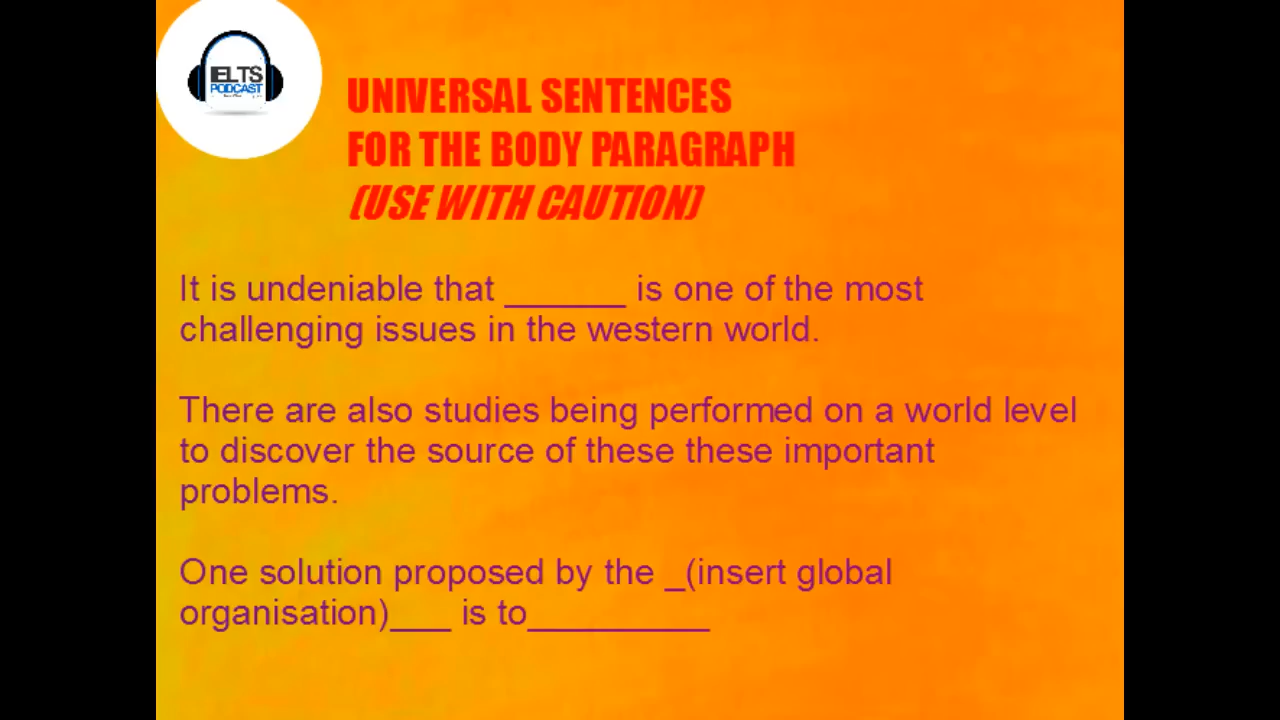 IELTS
PODCAST
UNIVERSAL SENTENCES
FOR THE BODY PARAGRAPH
(USE WITH CAUTION)
It is undeniable that ______ is one of the most
challenging issues in the western world.
There are also studies being performed on a world level
to discover the source of these these important
problems.
One solution proposed by the _(insert global
organisation)___ is to_________